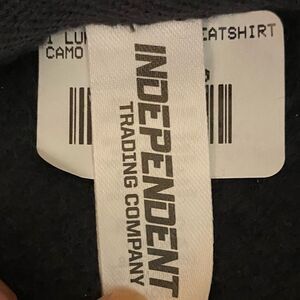 EATSHIRT
CAMO
INDEPENDENT
TRADING COMPANY